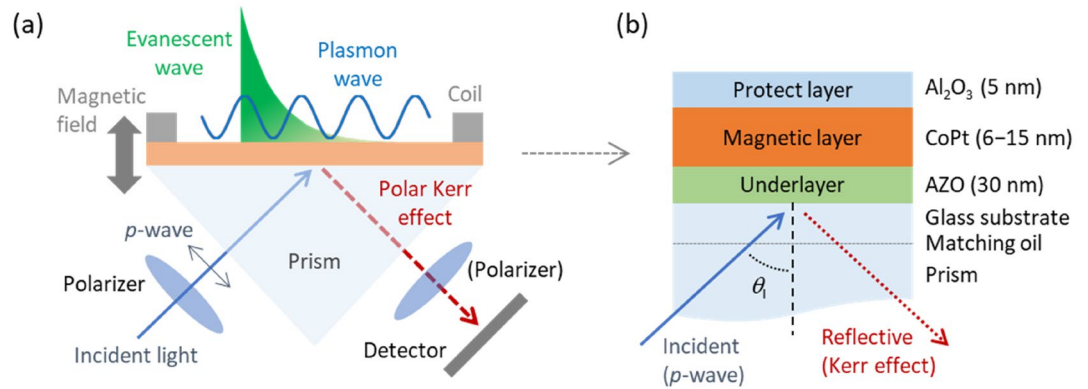 (a)
Evanescent
wave
Plasmon
wave
Magnetic
field
Coil
Polar Kerr
effect
p-wave
Prism
Polarizer
(Polarizer)
Incident light
Detector
(b)
Protect layer
Al₂O₃ (5 nm)
Magnetic layer
CoPt (6–15 nm)
Underlayer
AZO (30 nm)
Glass substrate
Matching oil
Prism
θI
Incident
(p-wave)
Reflective
(Kerr effect)